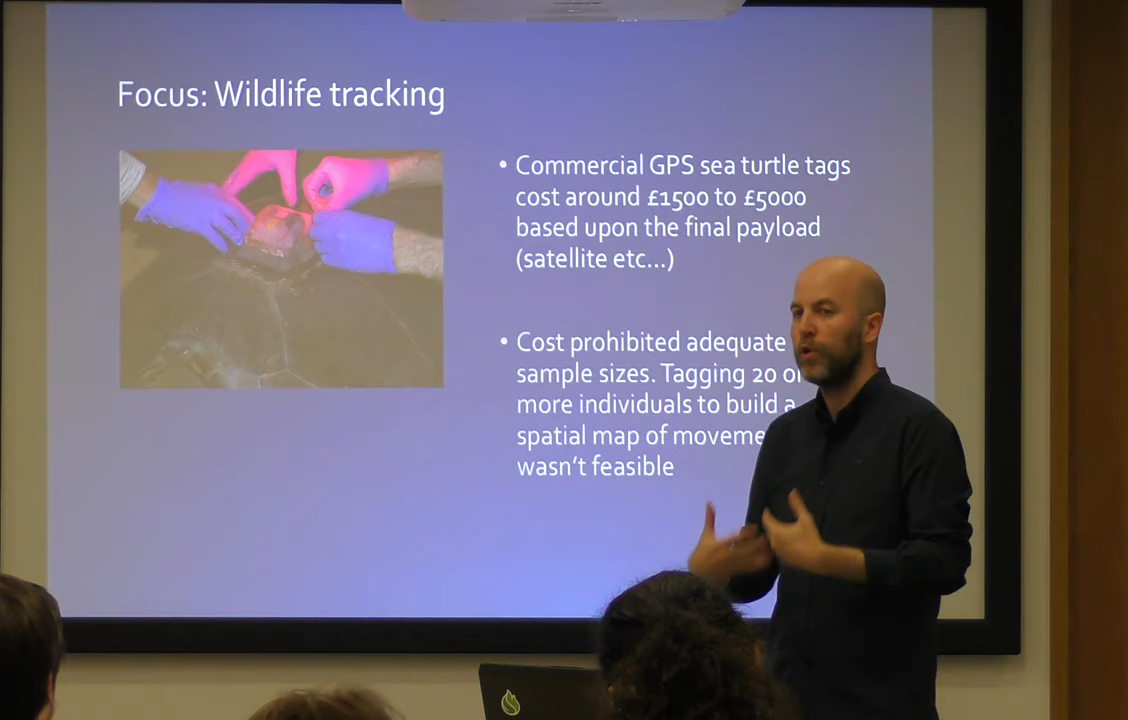 Focus: Wildlife tracking
• Commercial GPS sea turtle tags
cost around £1500 to £5000
based upon the final payload
(satellite etc...)
• Cost prohibited adequate
sample sizes. Tagging 20 or
more individuals to build a
spatial map of
wasn't feasible